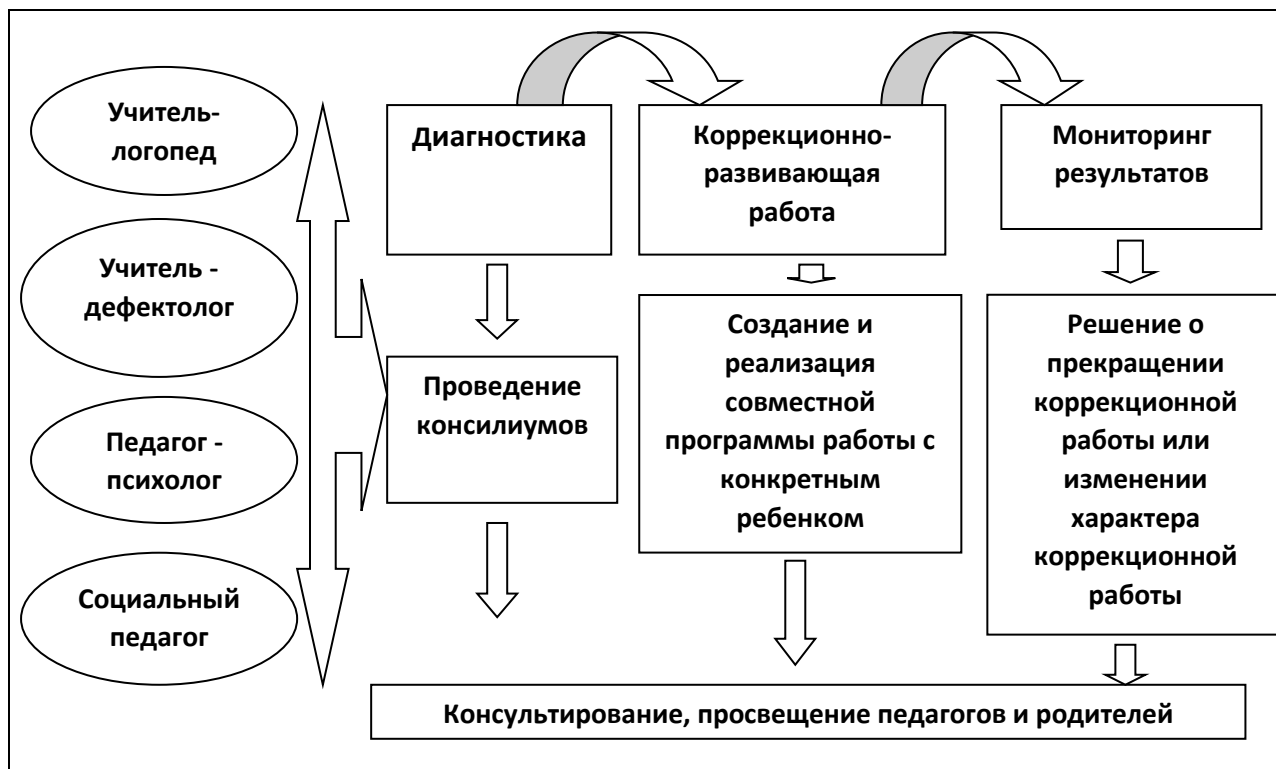 Учитель-
логопед
Учитель -
дефектолог
Педагог -
психолог
Социальный
педагог
Диагностика
Проведение
консилиумов
Коррекционно-
развивающая
работа
Создание и
реализация
совместной
программы работы с
конкретным
ребенком
Мониторинг
результатов
Решение о
прекращении
коррекционной
работы или
изменении
характера
коррекционной
работы
Консультирование, просвещение педагогов и родителей